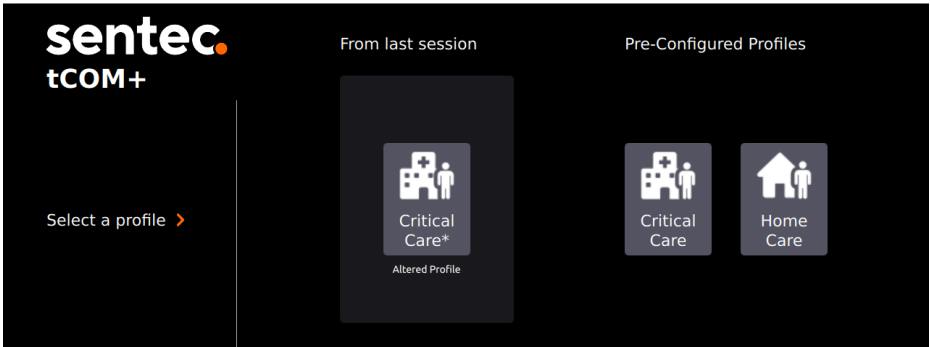 sentec.
tCOM+
Select a profile
From last session
Critical
Care*
Altered Profile
Pre-Configured Profiles
Critical
Care
Home
Care